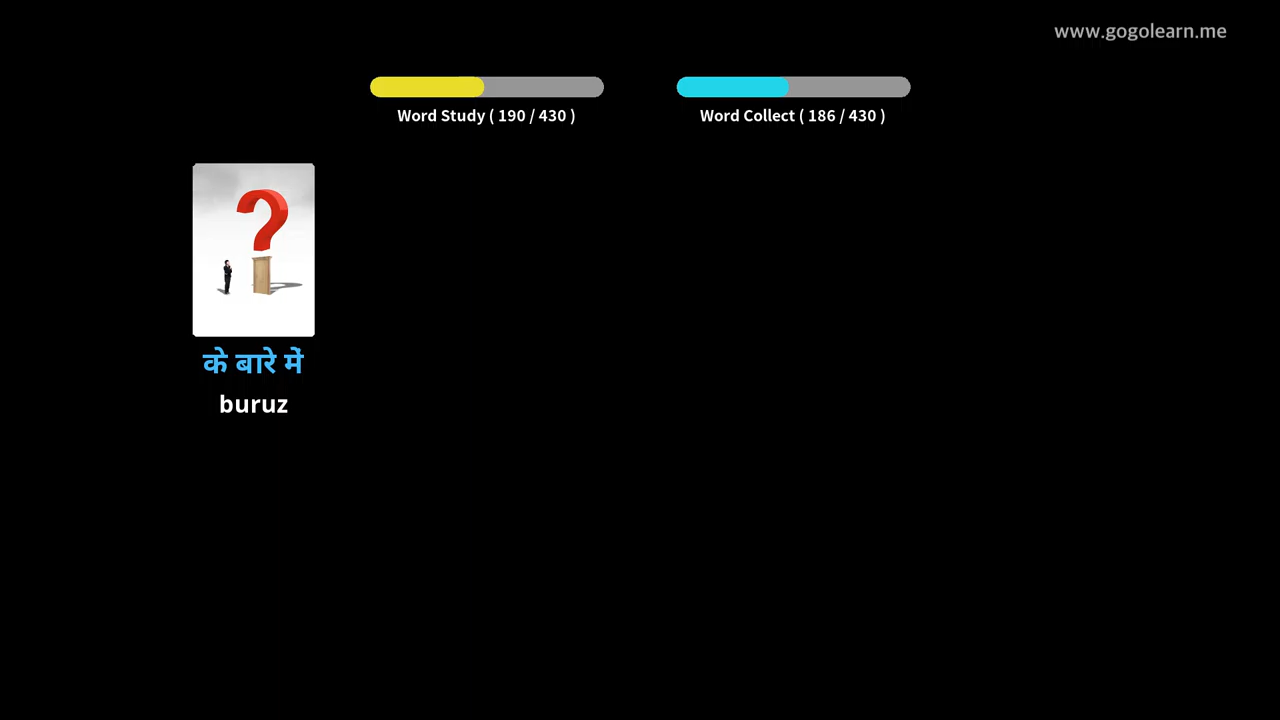 www.gogolearn.me
Word Study ( 190 / 430 )
Word Collect ( 186 / 430 )
के बारे में
buruz